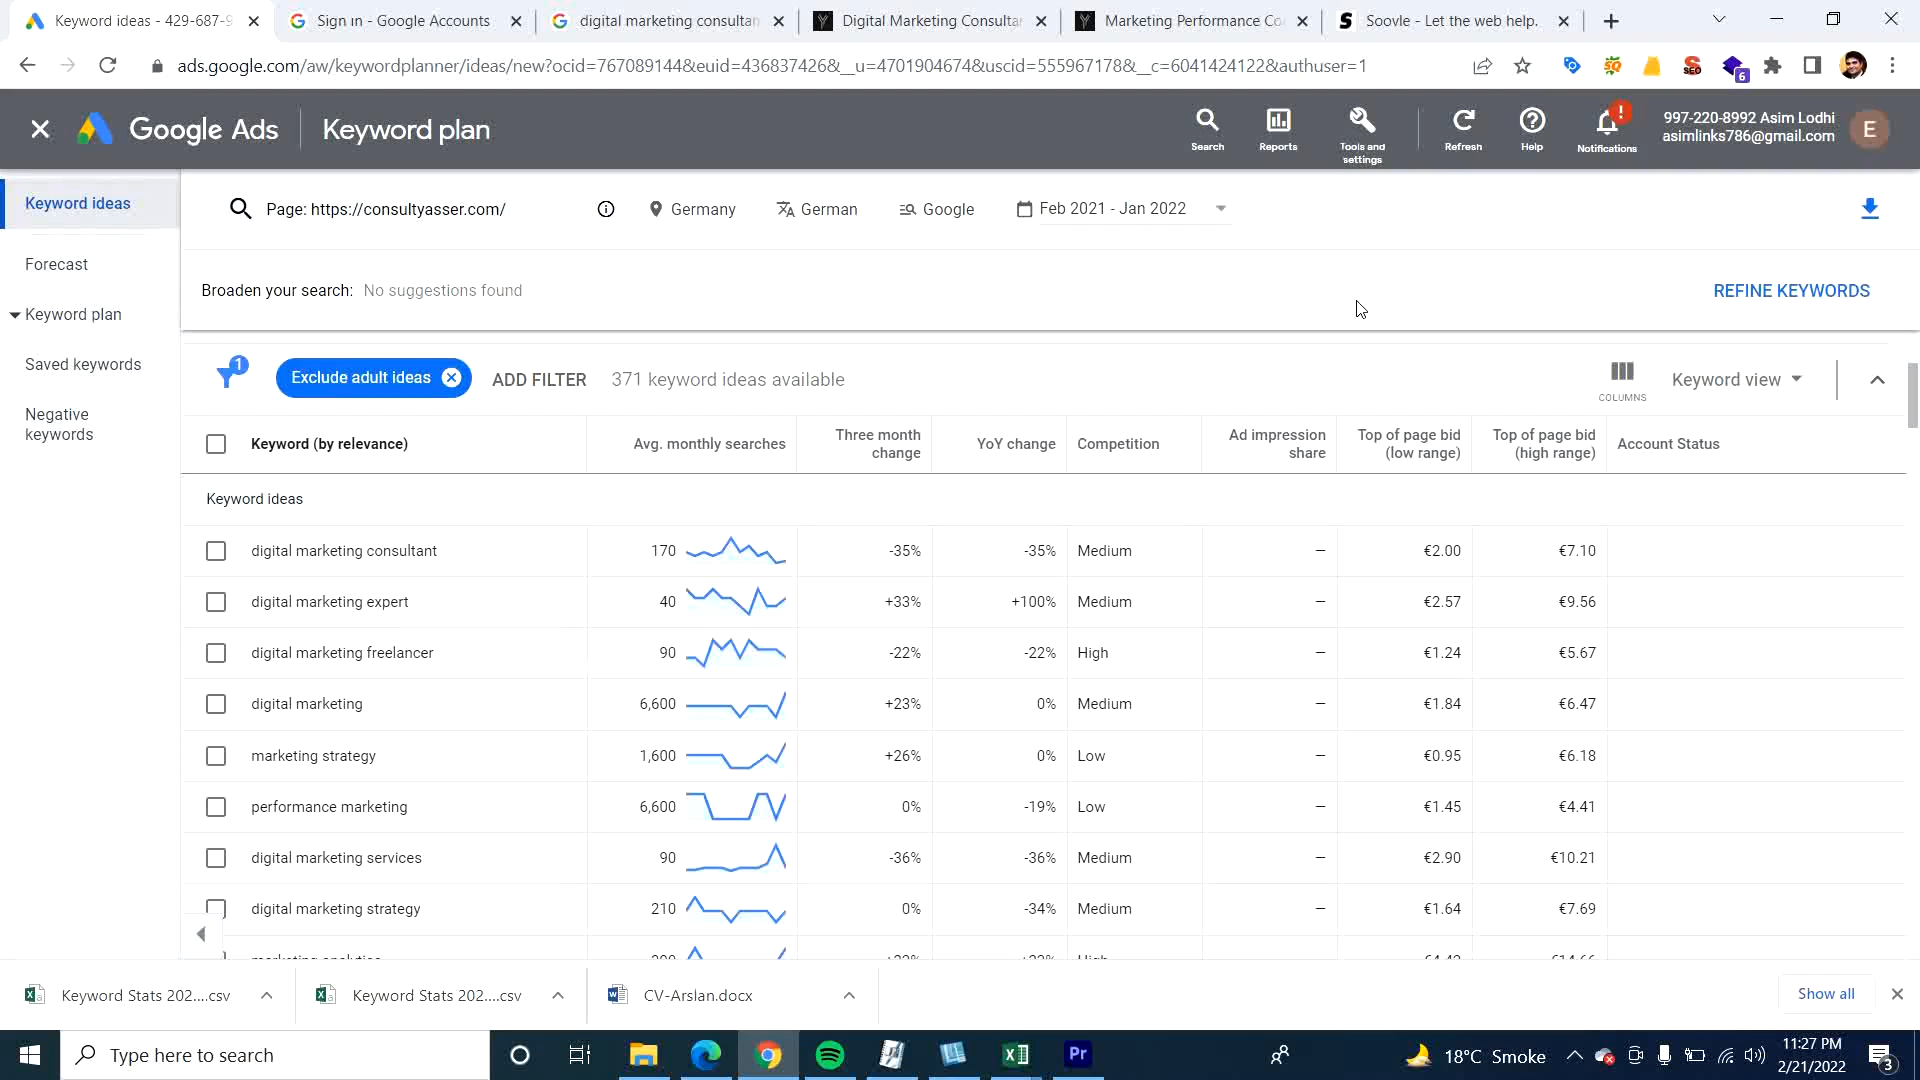 Keyword ideas - 429-687-9
Sign in - Google Accounts
digital marketing consultan
Digital Marketing Consulta
Marketing Performance Co
Soovle - Let the web help.
ads.google.com/aw/keywordplanner/ideas/new?ocid=767089144&euid=436837426&__u=4701904674&uscid=555967178&__c=6041424122&authuser=1
Google Ads
Keyword plan
Search
Reports
Tools and
settings
Refresh
Help
Notifications
997-220-8992 Asim Lodhi
asimlinks786@gmail.com
E
Keyword ideas
Forecast
Keyword plan
Saved keywords
Negative
keywords
Page: https://consultyasser.com/
Germany
German
Google
Feb 2021 - Jan 2022
Broaden your search: No suggestions found
REFINE KEYWORDS
1
Exclude adult ideas
ADD FILTER
371 keyword ideas available
COLUMNS
Keyword view
Keyword (by relevance) Avg. monthly searches Three month change YoY change Competition Ad impression share Top of page bid (low range) Top of page bid (high range) Account Status
Keyword ideas
digital marketing consultant 170 -35% -35% Medium – €2.00 €7.10
digital marketing expert 40 +33% +100% Medium – €2.57 €9.56
digital marketing freelancer 90 -22% -22% High – €1.24 €5.67
digital marketing 6,600 +23% 0% Medium – €1.84 €6.47
marketing strategy 1,600 +26% 0% Low – €0.95 €6.18
performance marketing 6,600 0% -19% Low – €1.45 €4.41
digital marketing services 90 -36% -36% Medium – €2.90 €10.21
digital marketing strategy 210 0% -34% Medium – €1.64 €7.69
Keyword Stats 202....csv
Keyword Stats 202....csv
CV-Arslan.docx
Show all
Type here to search
18°C Smoke
11:27 PM
2/21/2022
3